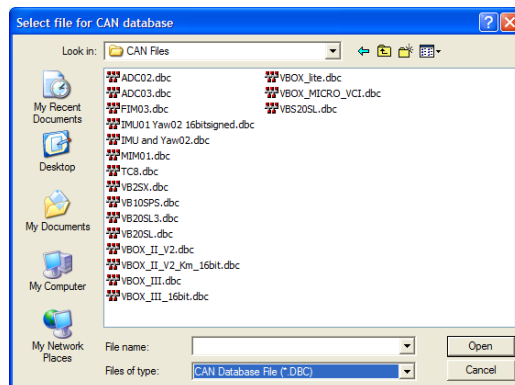 Select file for CAN database
Look in:
CAN Files
My Recent
Documents
Desktop
My Documents
My Computer
My Network
Places
ADC02.dbc
ADC03.dbc
FIM03.dbc
IMU01 Yaw02 16bitsigned.dbc
IMU and Yaw02.dbc
MIM01.dbc
TC8.dbc
VB2SX.dbc
VB10SPS.dbc
VB20SL3.dbc
VB20SL.dbc
VBOX_II_V2.dbc
VBOX_II_V2_Km_16bit.dbc
VBOX_III.dbc
VBOX_III_16bit.dbc
VBOX_lite.dbc
VBOX_MICRO_VCI.dbc
VBS20SL.dbc
File name:
Open
Files of type:
CAN Database File (*.DBC)
Cancel